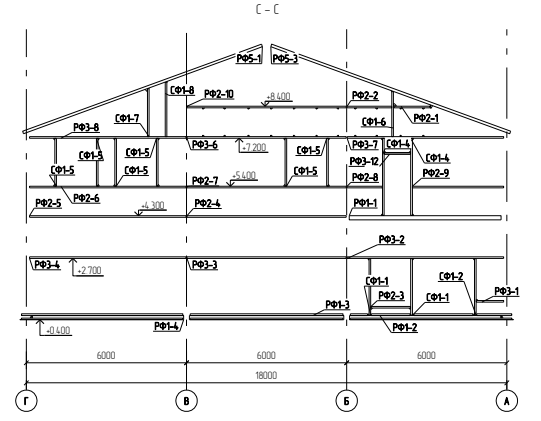 С - С
РФ5-1 РФ5-3
СФ1-8 РФ2-10 +8.400 РФ2-2
СФ1-7 СФ1-6 РФ2-1
РФ3-8 РФ3-6 +7.200 СФ1-5 РФ3-7 СФ1-4
СФ1-5 СФ1-5 РФ3-12 СФ1-4
СФ1-5 СФ1-5 РФ2-7 +5.400 СФ1-5 РФ2-8 РФ2-9
РФ2-5 РФ2-6 +4.300 РФ2-4 РФ1-1
РФ3-2
РФ3-4 +2.700 РФ3-3 СФ1-1 СФ1-2
РФ2-3 РФ3-1
РФ1-3 СФ1-1
+0.400 РФ1-4 РФ1-2
6000 6000 6000
18000
Г В Б А